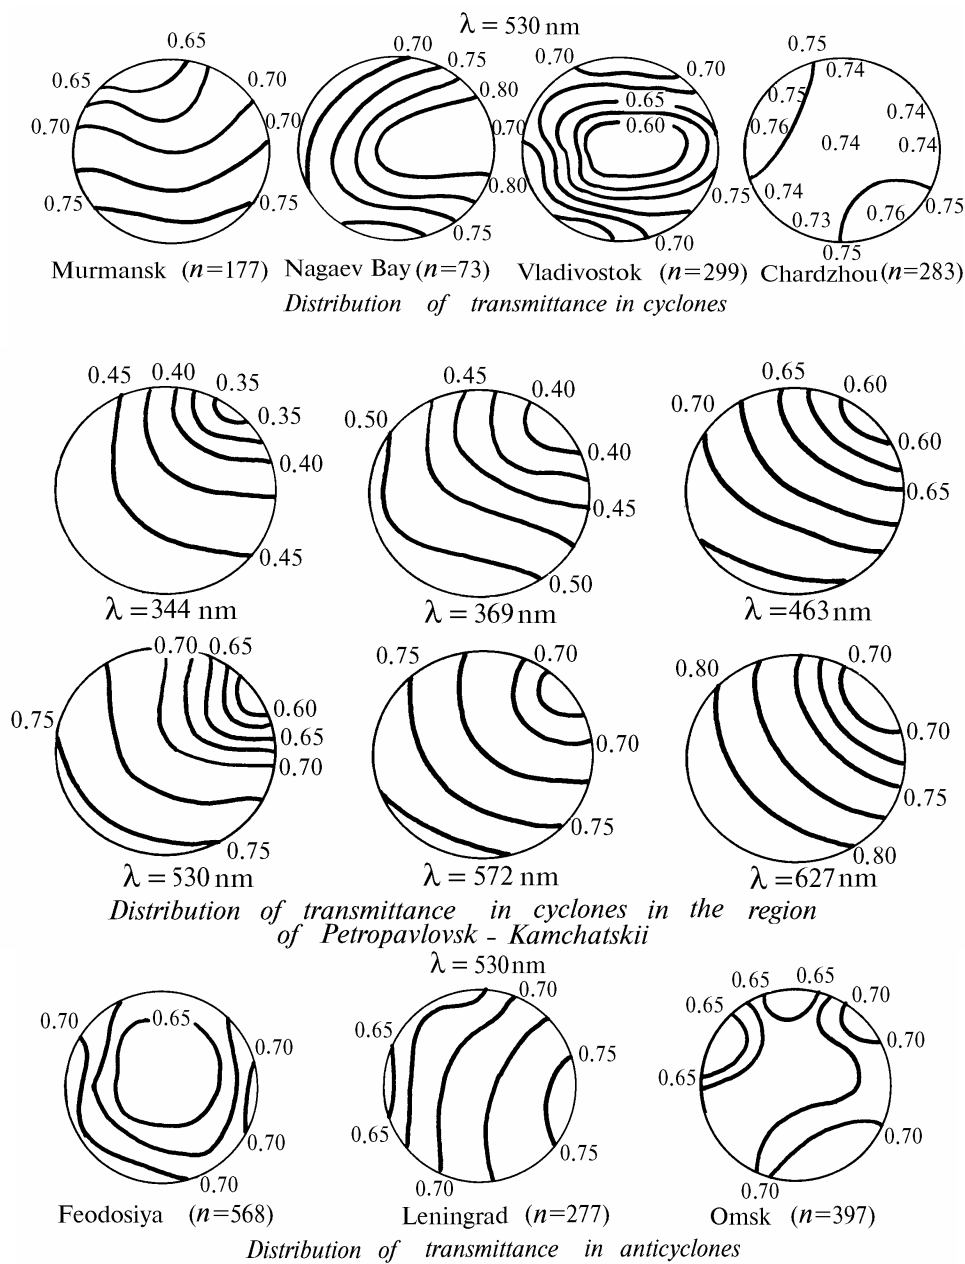 λ = 530 nm
0.65 0.70 0.75 0.70 0.70 0.75 0.74
0.65 0.70 0.80 0.65 0.75 0.74
0.70 0.70 0.70 0.60 0.76 0.74 0.74
0.75 0.75 0.80 0.75 0.74 0.73 0.76 0.75
0.75 0.70 0.75
Murmansk (n=177) Nagaev Bay (n=73) Vladivostok (n=299) Chardzhou (n=283)
Distribution of transmittance in cyclones
0.45 0.40 0.35 0.45 0.40 0.65 0.60
0.35 0.50 0.70
0.40 0.40 0.60
0.45 0.65
0.45 0.50
λ =344 nm λ =369 nm λ =463 nm
0.70 0.65 0.75 0.70 0.80 0.70
0.75 0.60
0.65 0.70 0.70
0.70
0.75 0.75 0.75 0.80
λ = 530 nm λ = 572 nm λ =627 nm
Distribution of transmittance in cyclones in the region
of Petropavlovsk - Kamchatskii
λ = 530 nm
0.70 0.65 0.70 0.65 0.65 0.70
0.65 0.65
0.70 0.75 0.70
0.65
0.70 0.65 0.75 0.70
0.70 0.70 0.70
Feodosiya (n=568) Leningrad (n=277) Omsk (n=397)
Distribution of transmittance in anticyclones